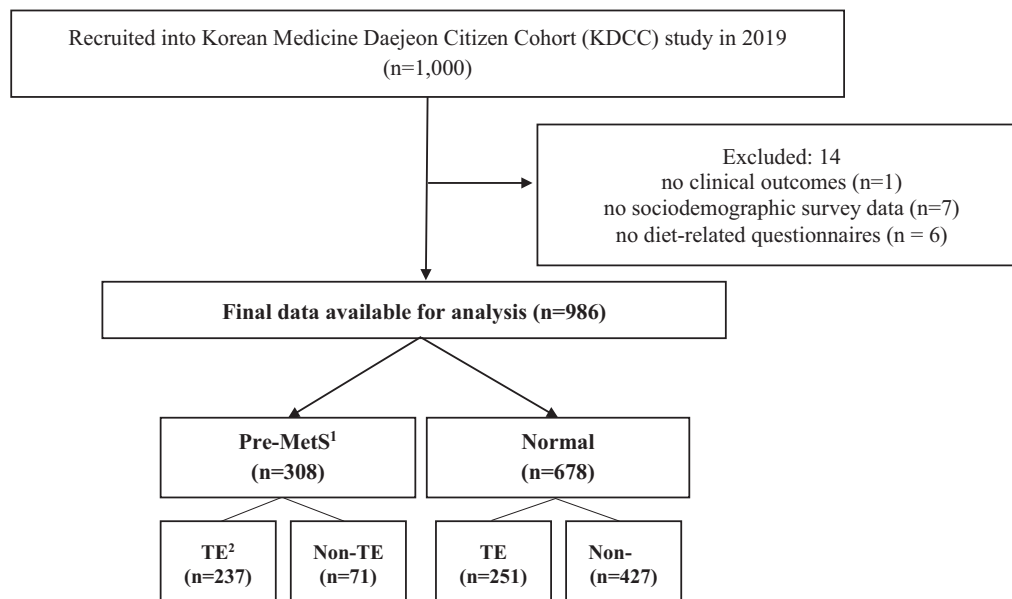 Recruited into Korean Medicine Daejeon Citizen Cohort (KDCC) study in 2019
(n=1,000)
Excluded: 14
no clinical outcomes (n=1)
no sociodemographic survey data (n=7)
no diet-related questionnaires (n = 6)
Final data available for analysis (n=986)
Pre-MetS¹
(n=308)
Normal
(n=678)
TE²
(n=237)
Non-TE
(n=71)
TE
(n=251)
Non-
(n=427)